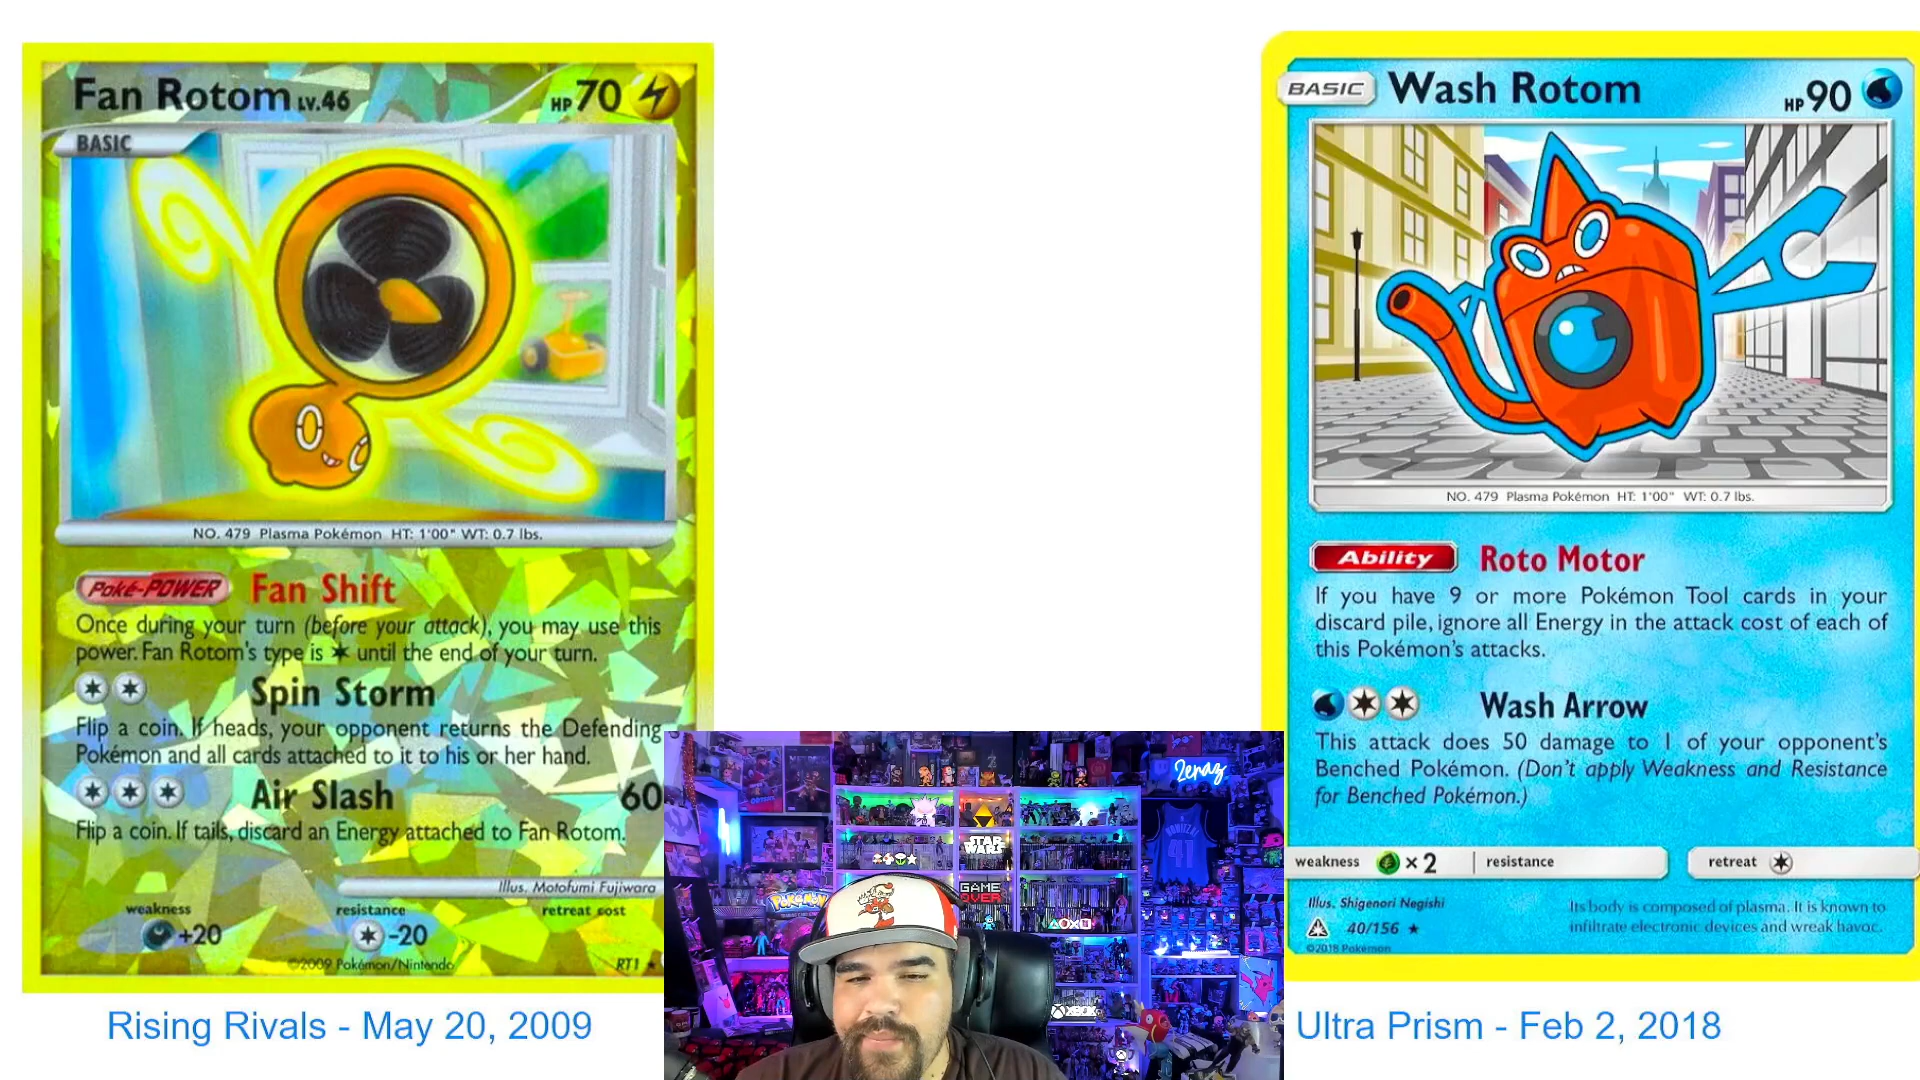 Fan Rotom LV.46
HP 70
BASIC
NO. 479 Plasma Pokémon HT: 1'00" WT: 0.7 lbs.
Poké-POWER Fan Shift
Once during your turn (before your attack), you may use this
power. Fan Rotom's type is until the end of your turn.
Spin Storm
Flip a coin. If heads, your opponent returns the Defending
Pokémon and all cards attached to it to his or her hand.
Air Slash 60
Flip a coin. If tails, discard an Energy attached to Fan Rotom.
Illus. Motofumi Fujiwara
weakness resistance retreat cost
+20 -20
©2009 Pokémon/Nintendo RT1
Rising Rivals - May 20, 2009
Zenaz
STAR
WARS
GAME
OVER
POKÉMON
41
XBOX
BASIC Wash Rotom HP 90
NO. 479 Plasma Pokémon HT: 1'00" WT: 0.7 lbs.
Ability Roto Motor
If you have 9 or more Pokémon Tool cards in your
discard pile, ignore all Energy in the attack cost of each of
this Pokémon's attacks.
Wash Arrow
This attack does 50 damage to 1 of your opponent's
Benched Pokémon. (Don't apply Weakness and Resistance
for Benched Pokémon.)
weakness ×2 resistance retreat
Illus. Shigenori Negishi
40/156 ★
©2018 Pokémon
Its body is composed of plasma. It is known to
infiltrate electronic devices and wreak havoc.
Ultra Prism - Feb 2, 2018